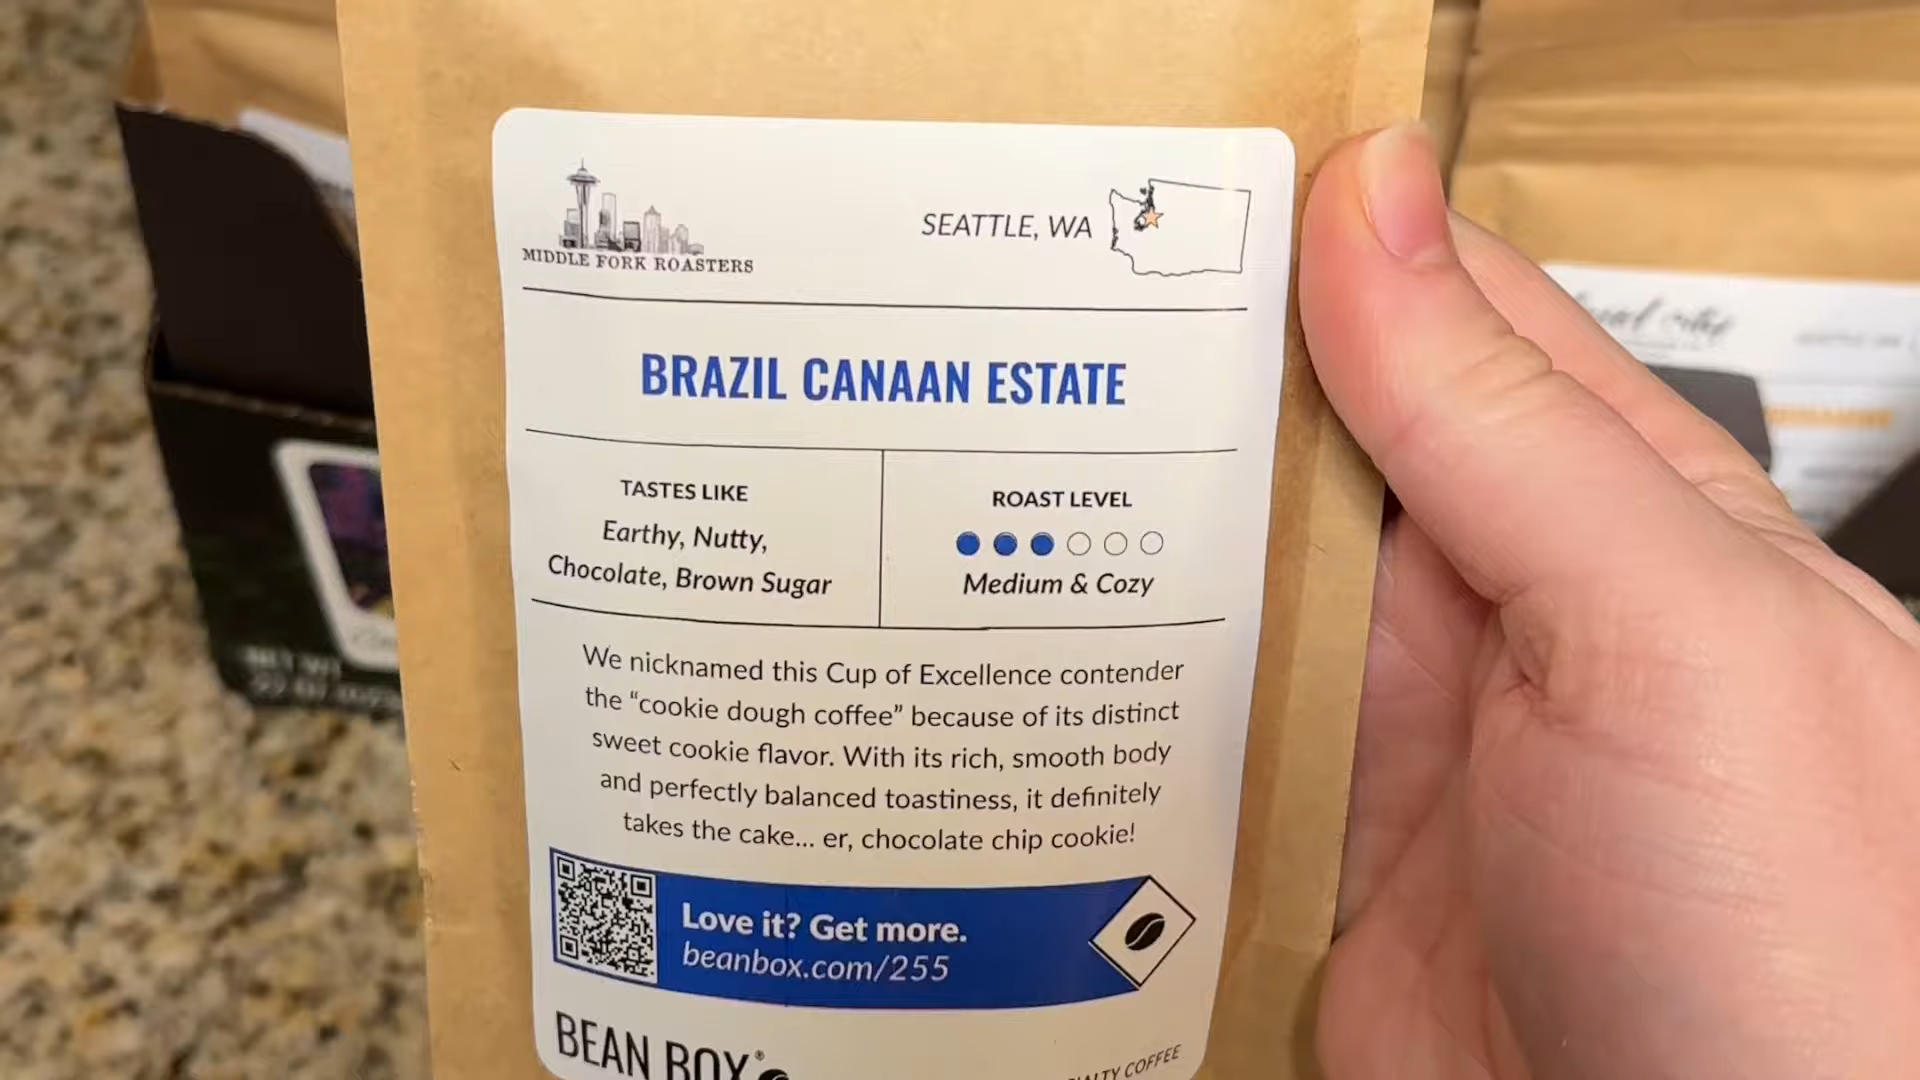 MIDDLE FORK ROASTERS
SEATTLE, WA
BRAZIL CANAAN ESTATE
TASTES LIKE
Earthy, Nutty,
Chocolate, Brown Sugar
ROAST LEVEL
Medium & Cozy
We nicknamed this Cup of Excellence contender
the “cookie dough coffee” because of its distinct
sweet cookie flavor. With its rich, smooth body
and perfectly balanced toastiness, it definitely
takes the cake... er, chocolate chip cookie!
Love it? Get more.
beanbox.com/255
BEAN BOX®
COFFEE
NET WT